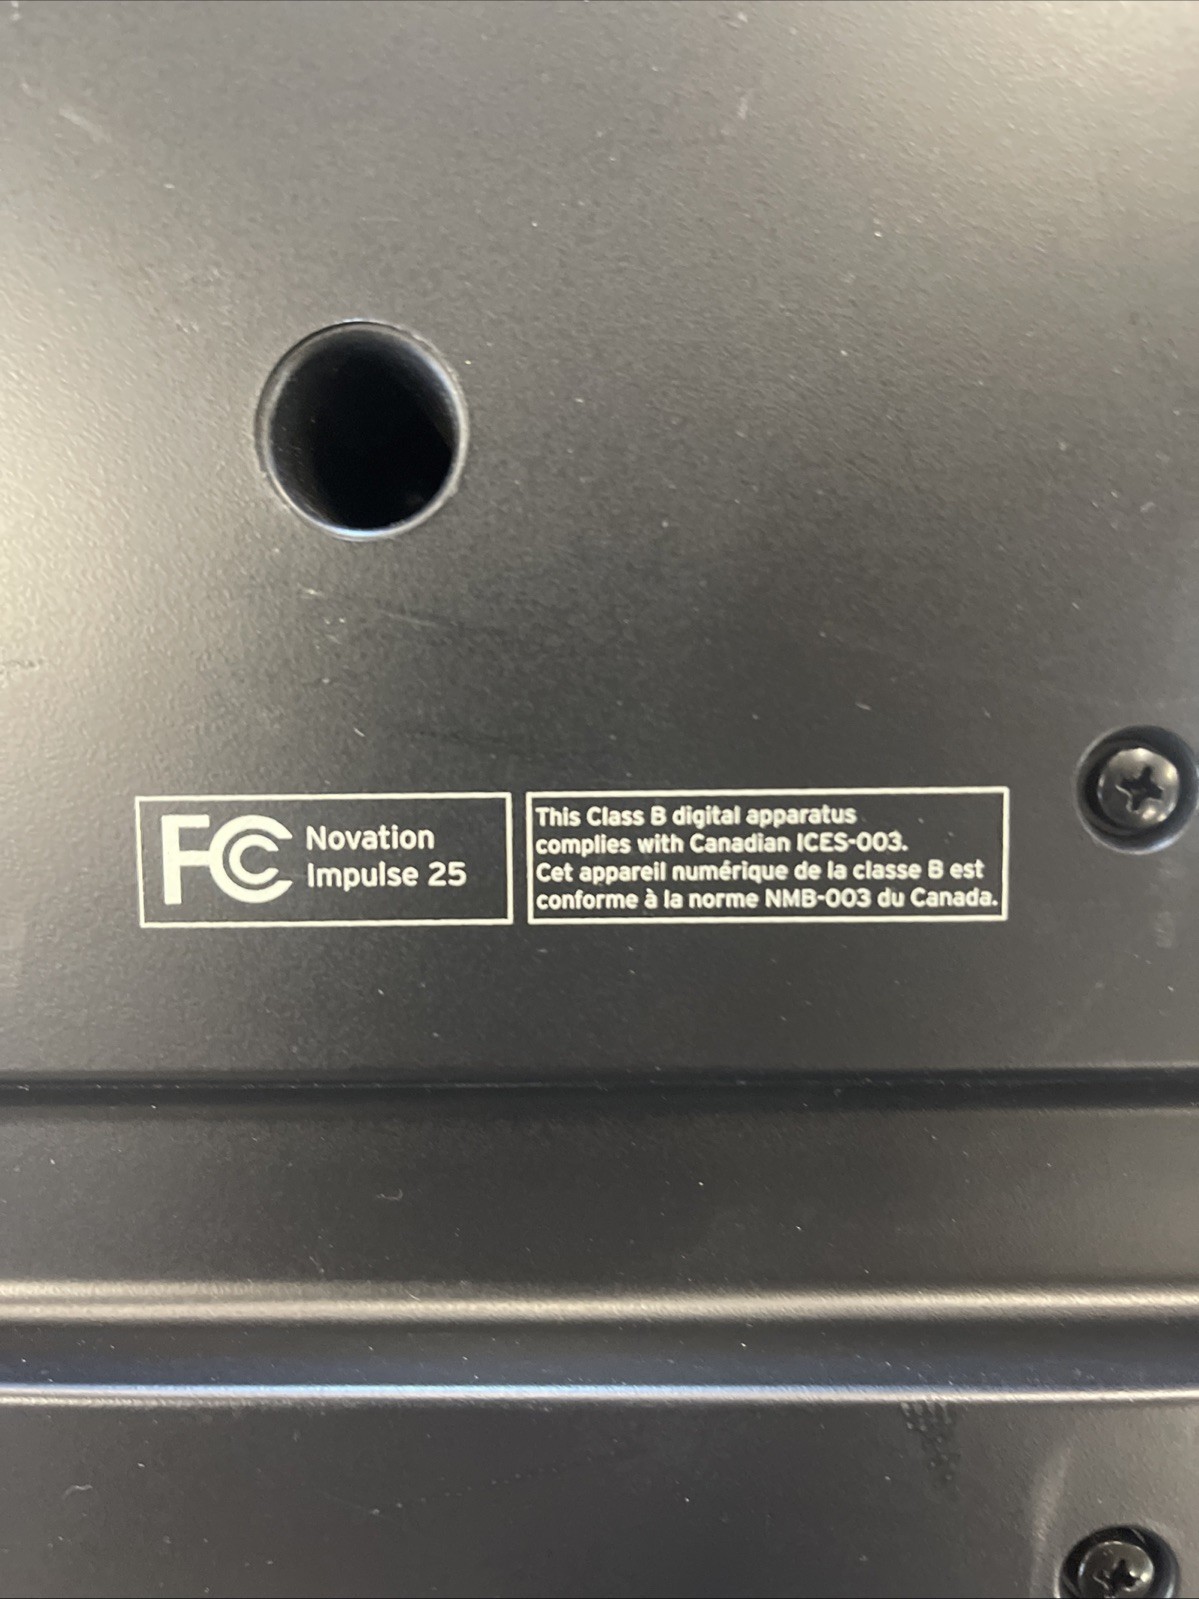 FC Novation
Impulse 25
This Class B digital apparatus
complies with Canadian ICES-003.
Cet appareil numérique de la classe B est
conforme à la norme NMB-003 du Canada.